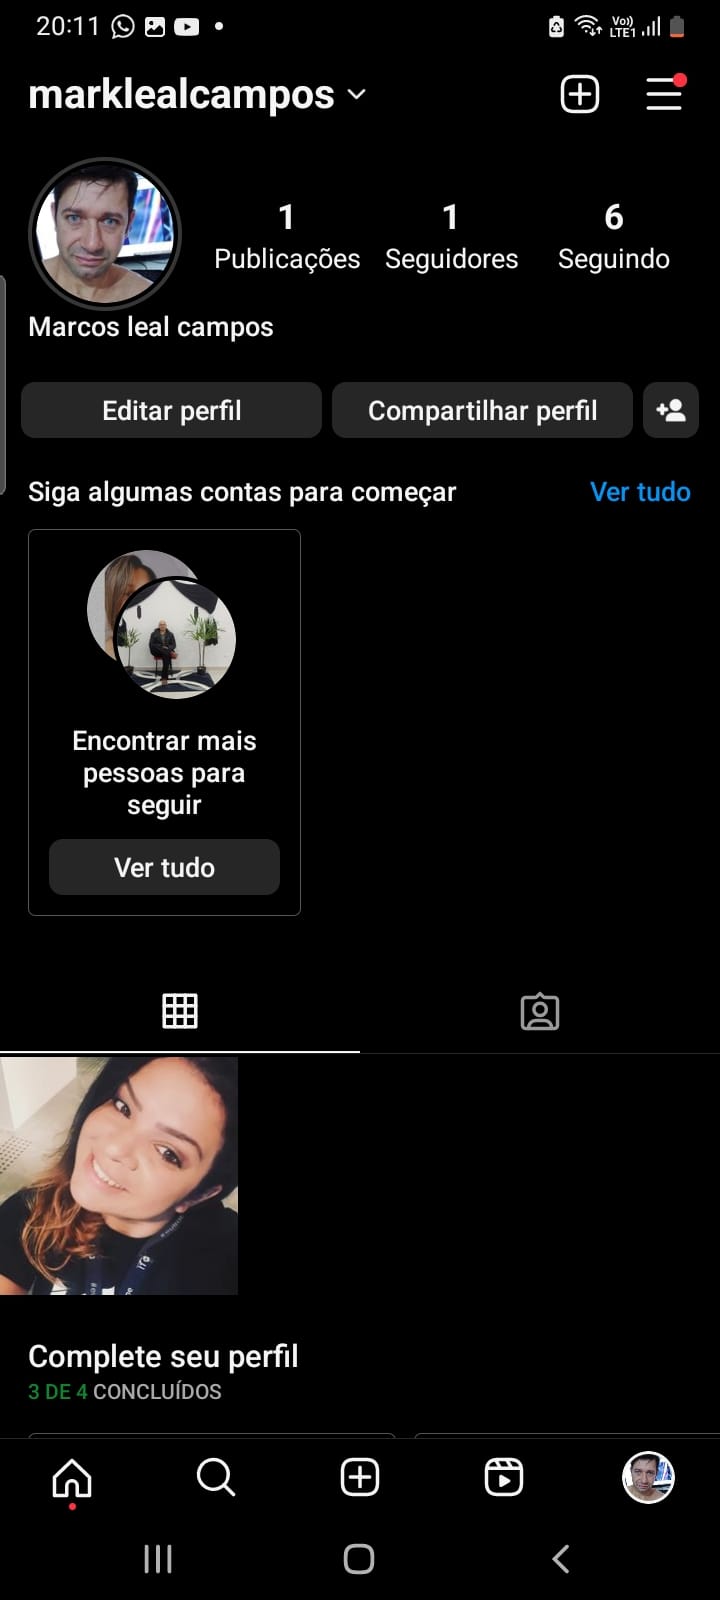 20:11
Vo))
LTE1
marklealcampos
1 1 6
Publicações Seguidores Seguindo
Marcos leal campos
Editar perfil Compartilhar perfil
Siga algumas contas para começar Ver tudo
Encontrar mais
pessoas para
seguir
Ver tudo
Complete seu perfil
3 DE 4 CONCLUÍDOS